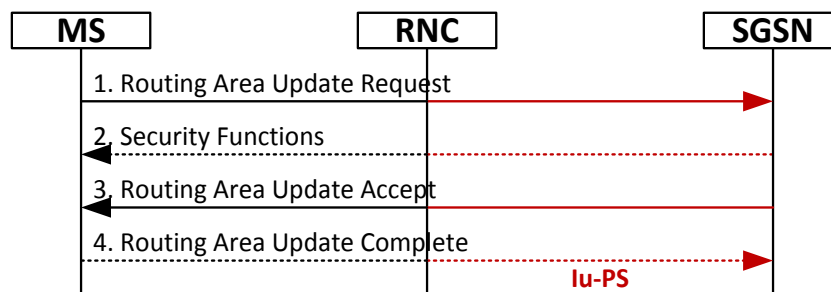 MS RNC SGSN
1. Routing Area Update Request
2. Security Functions
3. Routing Area Update Accept
4. Routing Area Update Complete
Iu-PS